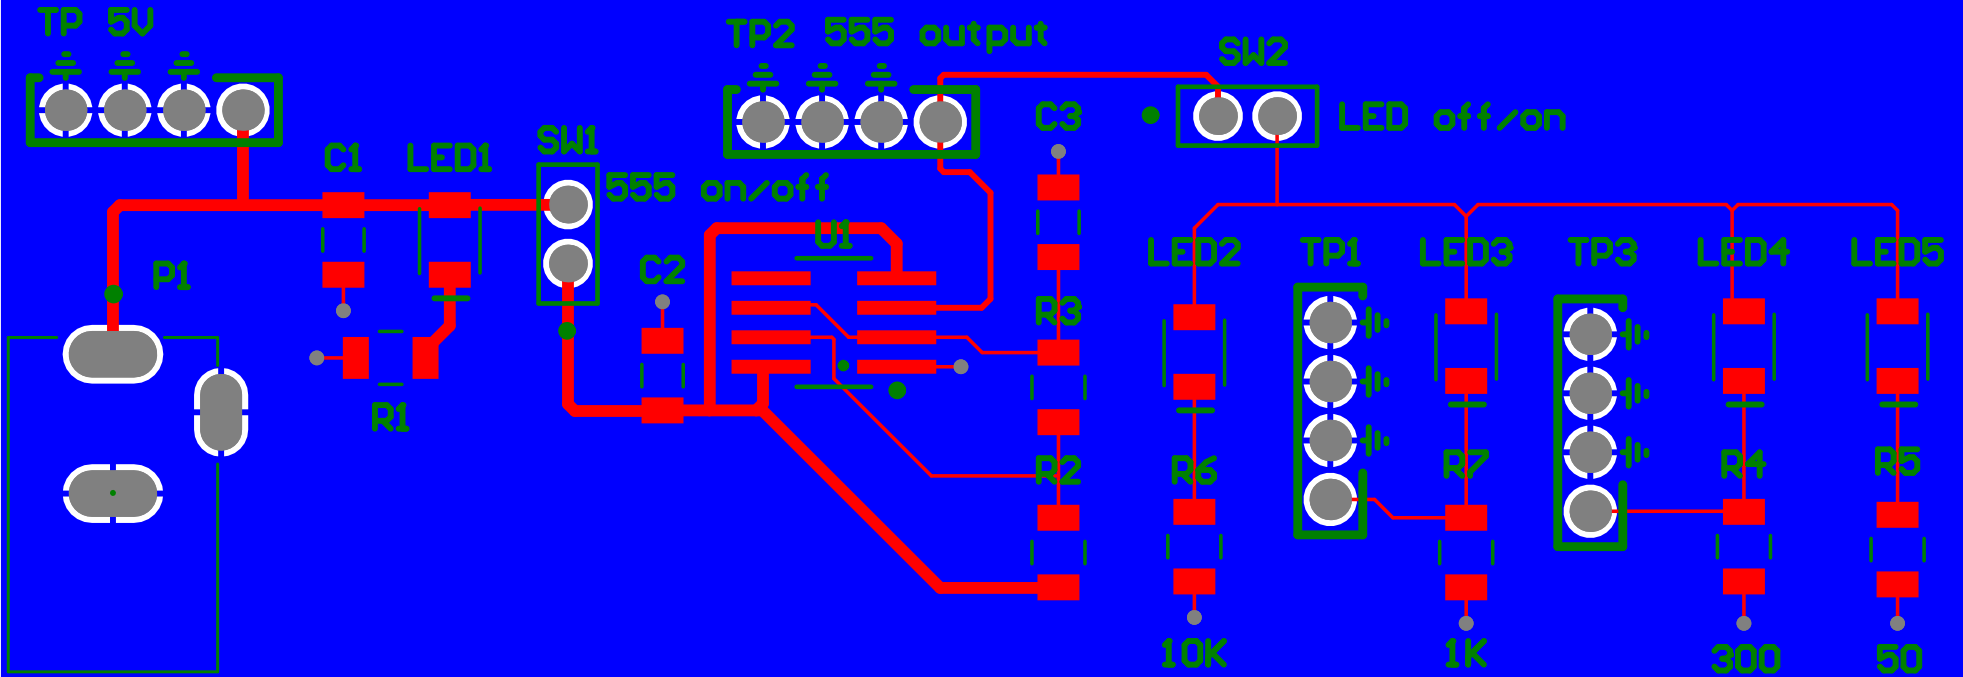 TP 5V
TP2 555 output
SW2
C3
LED off/on
SW1
C1 LED1
555 on/off
U1
LED2 TP1 LED3 TP3 LED4 LED5
P1
C2
R3
R1
R2 R6 R7 R4 R5
10K 1K 300 50